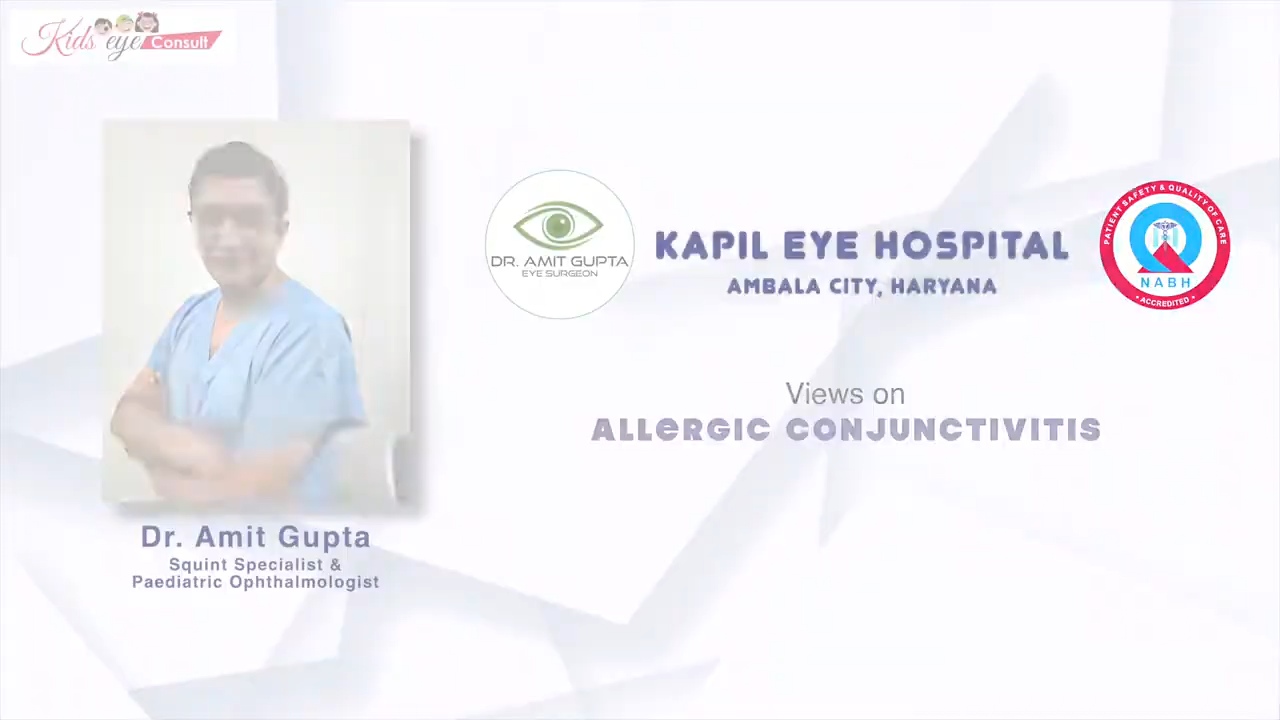 Kids eye Consult
DR. AMIT GUPTA
EYE SURGEON
KAPIL EYE HOSPITAL
AMBALA CITY, HARYANA
PATIENT SAFETY & QUALITY OF CARE
NABH
• ACCREDITED •
Views on
ALLERGIC CONJUNCTIVITIS
Dr. Amit Gupta
Squint Specialist &
Paediatric Ophthalmologist